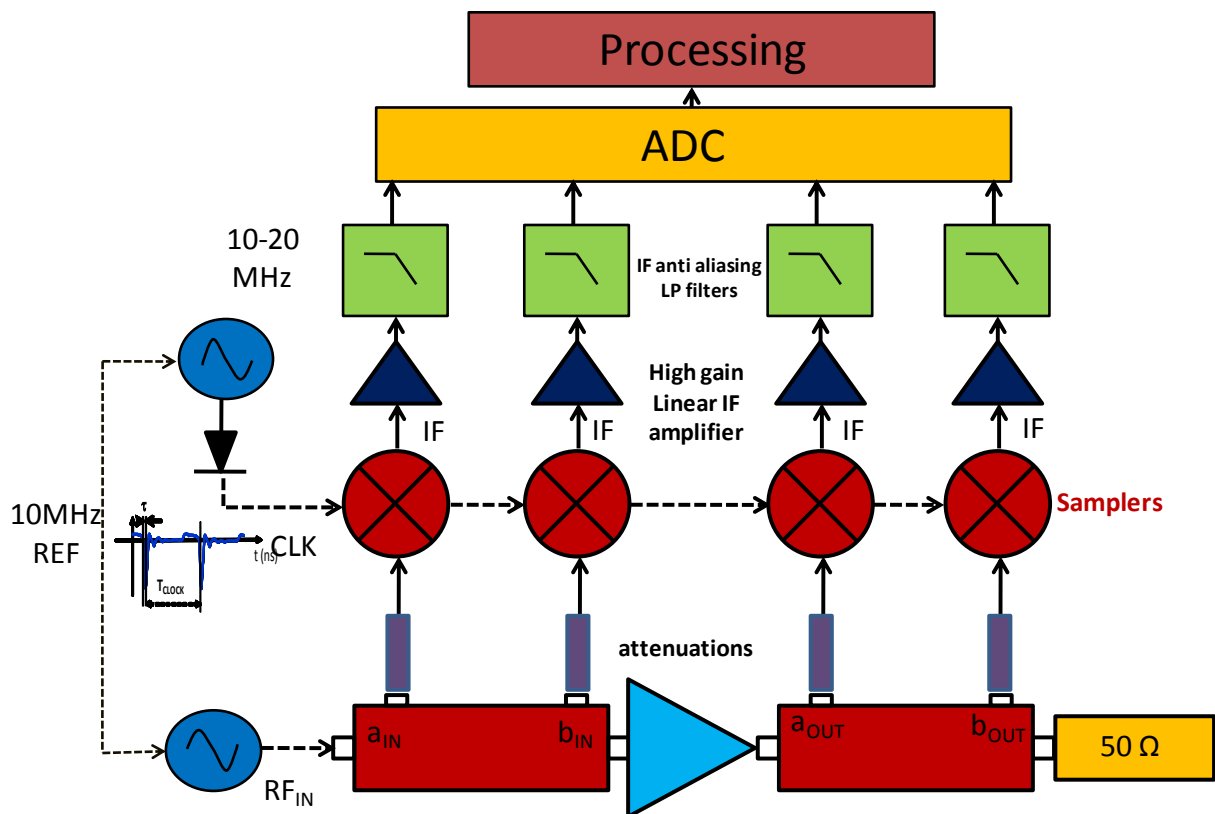 Processing
ADC
10-20
MHz
IF anti aliasing
LP filters
High gain
Linear IF
amplifier
IF
IF
IF
IF
Samplers
10MHz
REF
τ
t (ns)
CLK
T_CLOCK
attenuations
a_IN
b_IN
a_OUT
b_OUT
50 Ω
RF_IN